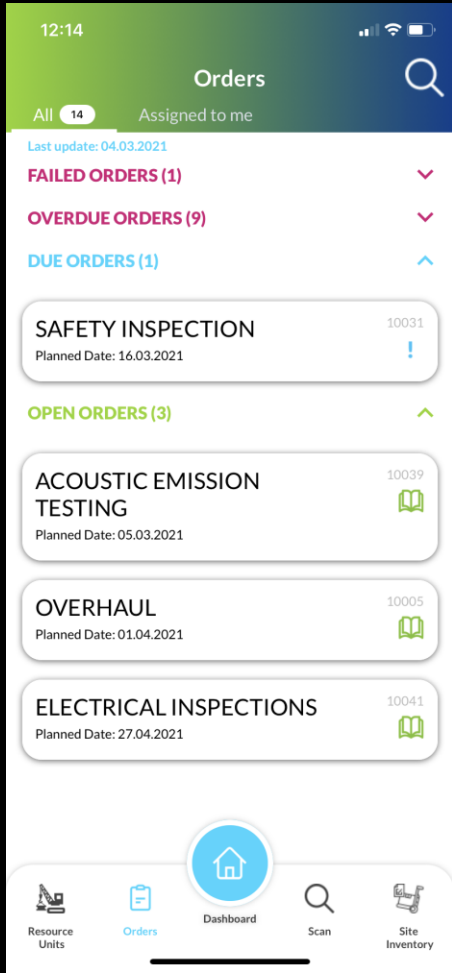 12:14
Orders
All 14 Assigned to me
Last update: 04.03.2021
FAILED ORDERS (1)
OVERDUE ORDERS (9)
DUE ORDERS (1)
SAFETY INSPECTION 10031
Planned Date: 16.03.2021 !
OPEN ORDERS (3)
ACOUSTIC EMISSION 10039
TESTING
Planned Date: 05.03.2021
OVERHAUL 10005
Planned Date: 01.04.2021
ELECTRICAL INSPECTIONS 10041
Planned Date: 27.04.2021
Resource
Units
Orders
Dashboard
Scan
Site
Inventory